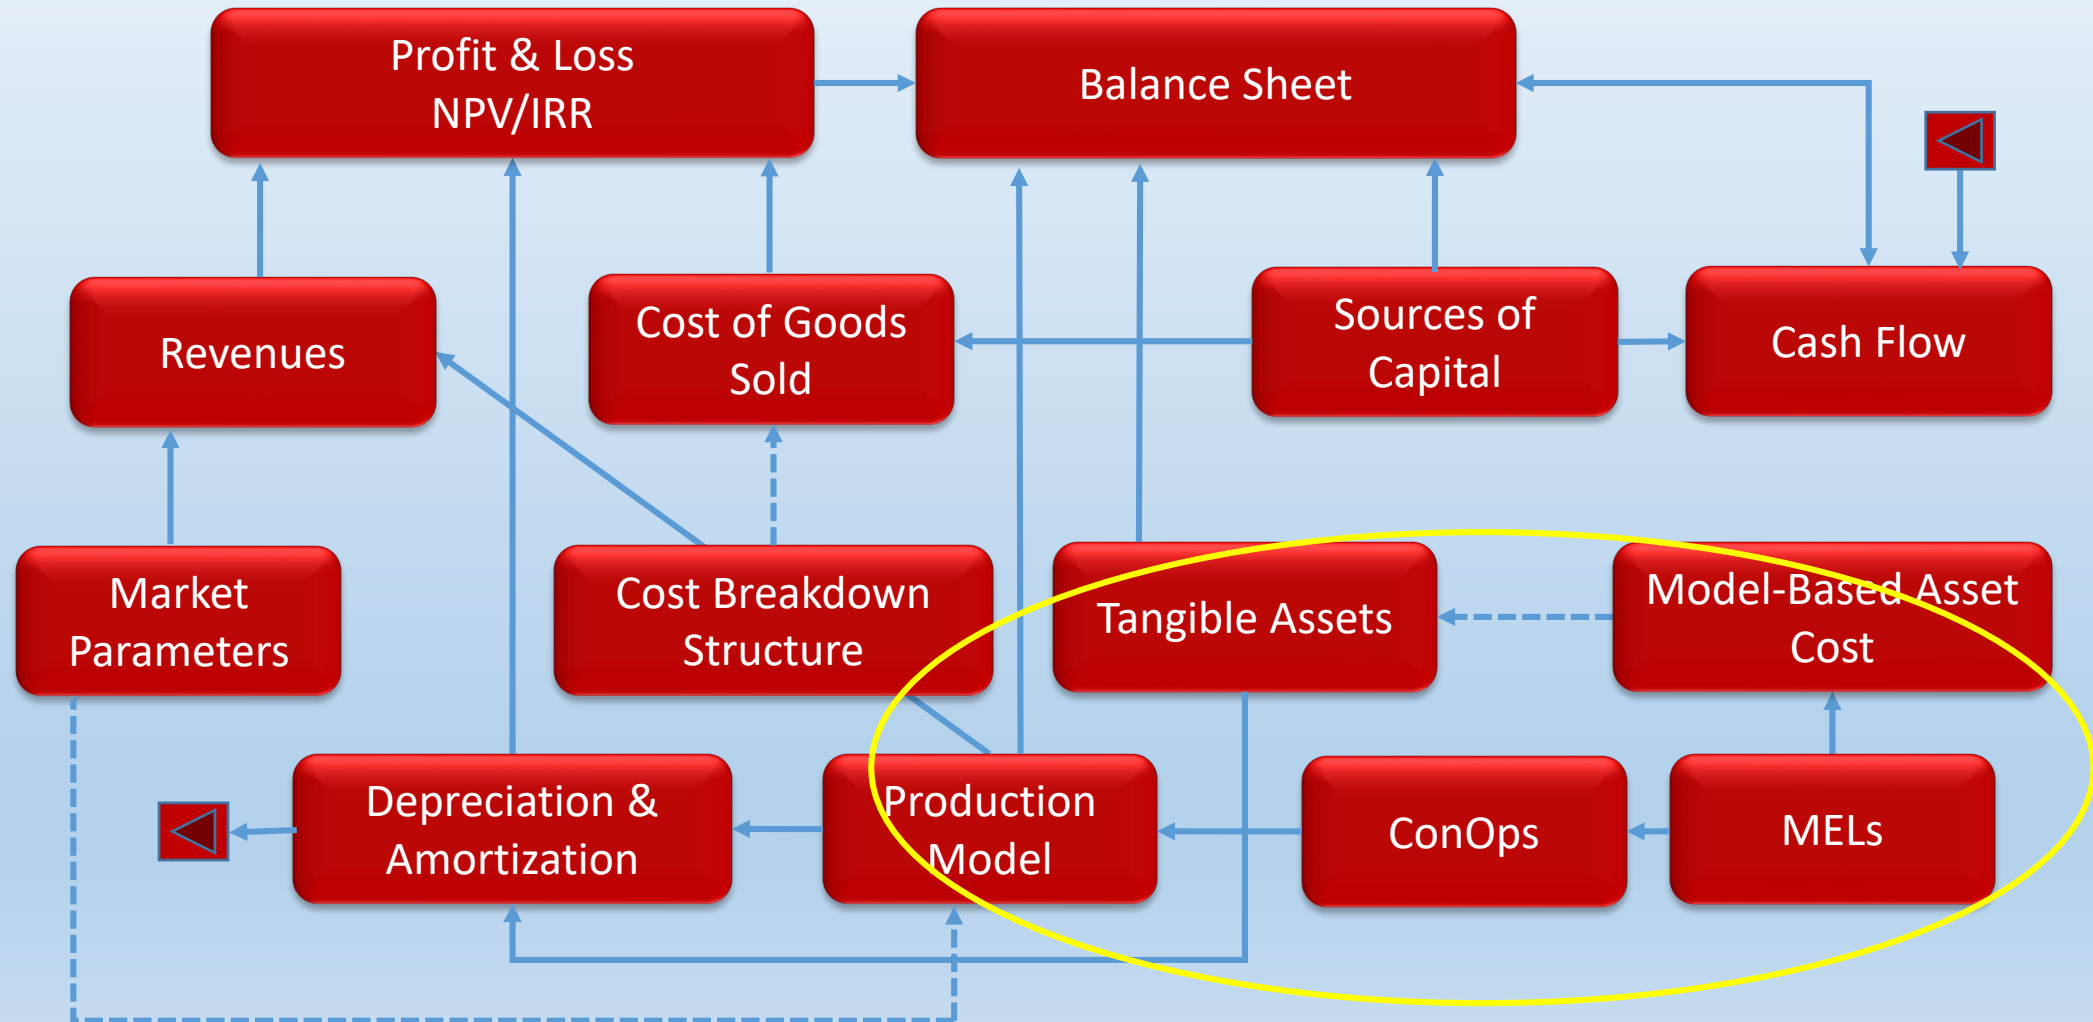 Profit & Loss
NPV/IRR
Balance Sheet
Revenues
Cost of Goods
Sold
Sources of
Capital
Cash Flow
Market
Parameters
Cost Breakdown
Structure
Tangible Assets
Model-Based Asset
Cost
Depreciation &
Amortization
Production
Model
ConOps
MELs